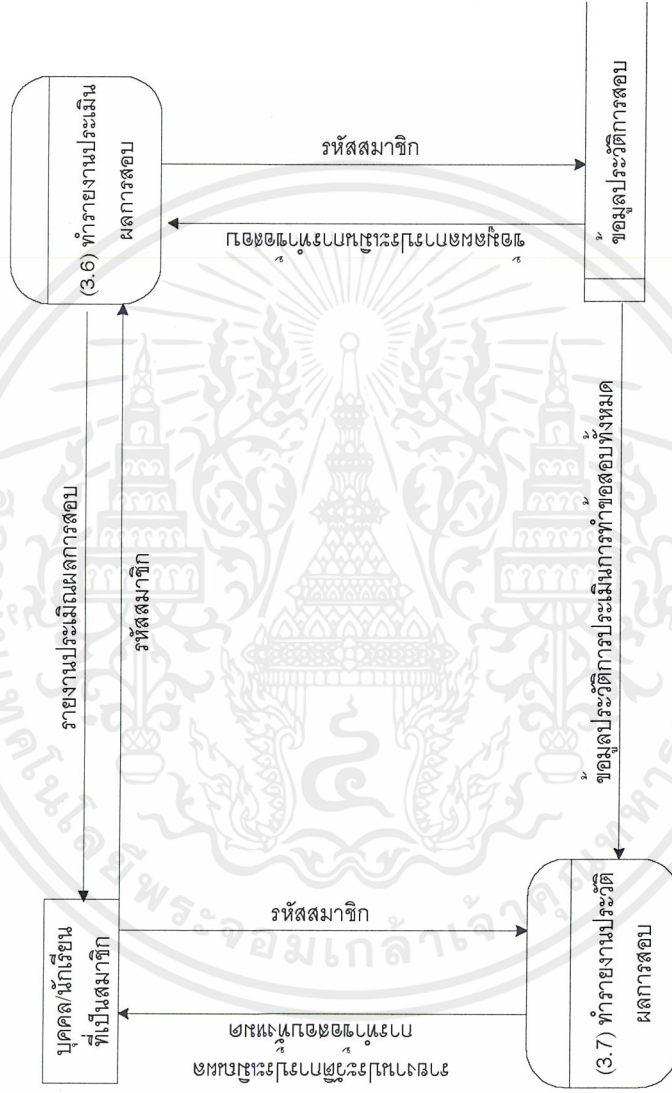 บุคคล/นักเรียน
ที่เป็นสมาชิก
รายงานประเมิณผลการสอบ
รหัสสมาชิก
(3.6) ทำรายงานประเมิน
ผลการสอบ
รหัสสมาชิก
รายงานประวัติการประเมิณผล
การทำข้อสอบทั้งหมด
ข้อมูลผลการประเมินการทำข้อสอบ
รหัสสมาชิก
(3.7) ทำรายงานประวัติ
ผลการสอบ
ข้อมูลประวัติการประเมินการทำข้อสอบทั้งหมด
ข้อมูลประวัติการสอบ